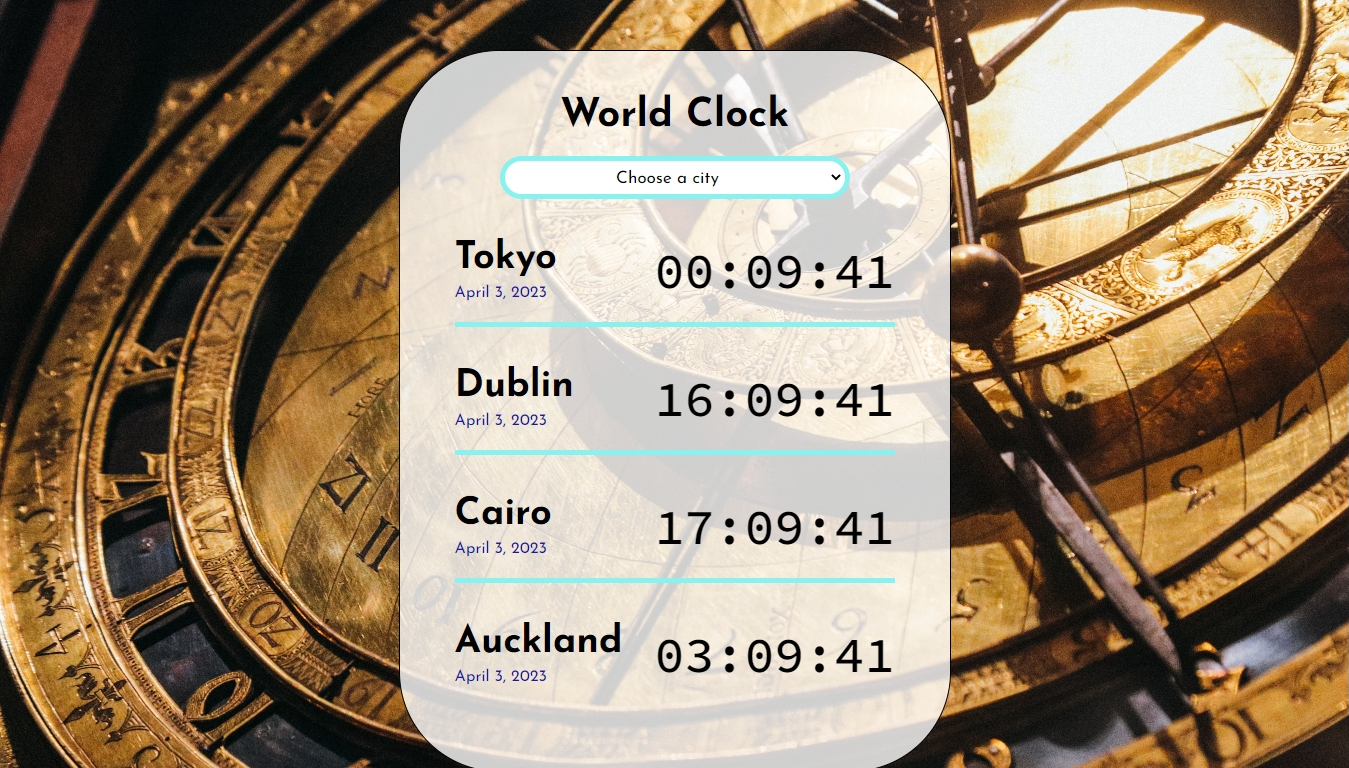 World Clock
Choose a city
Tokyo
April 3, 2023
00:09:41
Dublin
April 3, 2023
16:09:41
Cairo
April 3, 2023
17:09:41
Auckland
April 3, 2023
03:09:41